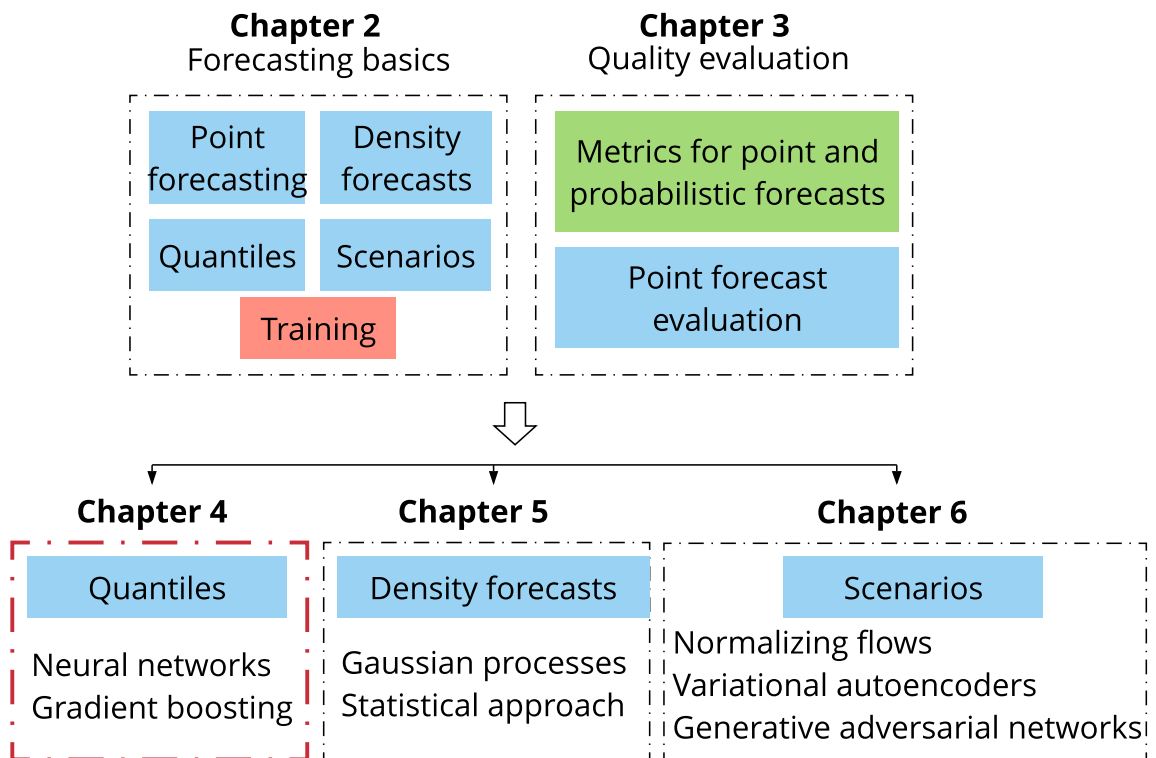 Chapter 2
Forecasting basics
Point
forecasting
Density
forecasts
Quantiles
Scenarios
Training
Chapter 3
Quality evaluation
Metrics for point and
probabilistic forecasts
Point forecast
evaluation
Chapter 4
Quantiles
Neural networks
Gradient boosting
Chapter 5
Density forecasts
Gaussian processes
Statistical approach
Chapter 6
Scenarios
Normalizing flows
Variational autoencoders
Generative adversarial networks